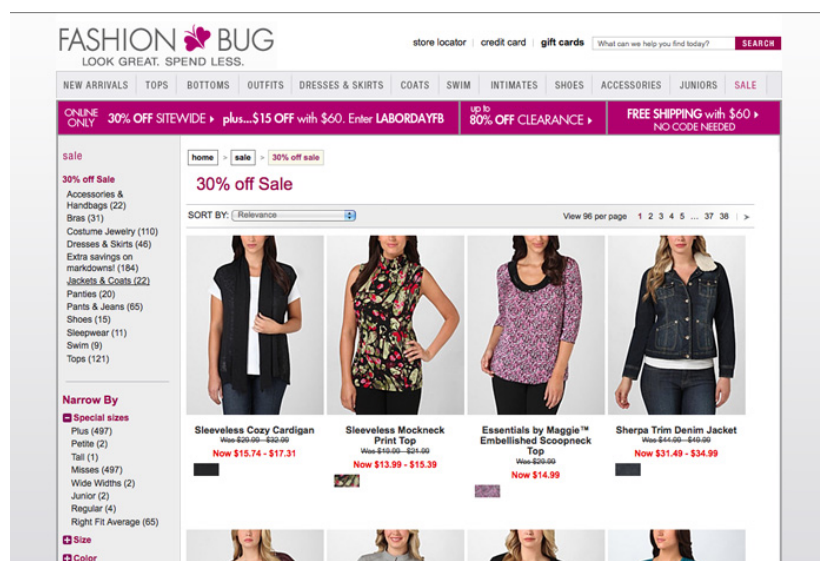 FASHION BUG
LOOK GREAT. SPEND LESS.
store locator | credit card | gift cards
What can we help you find today?
SEARCH
NEW ARRIVALS TOPS BOTTOMS OUTFITS DRESSES & SKIRTS COATS SWIM INTIMATES SHOES ACCESSORIES JUNIORS SALE
ONLINE ONLY 30% OFF SITEWIDE ▸ plus...$15 OFF with $60. Enter LABORDAYFB
up to
80% OFF CLEARANCE ▸
FREE SHIPPING with $60 ▸
NO CODE NEEDED
sale
30% off Sale
Accessories &
Handbags (22)
Bras (31)
Costume Jewelry (110)
Dresses & Skirts (46)
Extra savings on
markdowns! (184)
Jackets & Coats (22)
Panties (20)
Pants & Jeans (65)
Shoes (15)
Sleepwear (11)
Swim (9)
Tops (121)
Narrow By
Special sizes
Plus (497)
Petite (2)
Tall (1)
Misses (497)
Wide Widths (2)
Junior (2)
Regular (4)
Right Fit Average (65)
Size
Color
home > sale > 30% off sale
30% off Sale
SORT BY: Relevance
View 96 per page 1 2 3 4 5 ... 37 38 | >
Sleeveless Cozy Cardigan
Was $29.99 - $32.99
Now $15.74 - $17.31
Sleeveless Mockneck
Print Top
Was $19.99 - $21.99
Now $13.99 - $15.39
Essentials by Maggie™
Embellished Scoopneck
Top
Was $29.99
Now $14.99
Sherpa Trim Denim Jacket
Was $44.99 - $49.99
Now $31.49 - $34.99